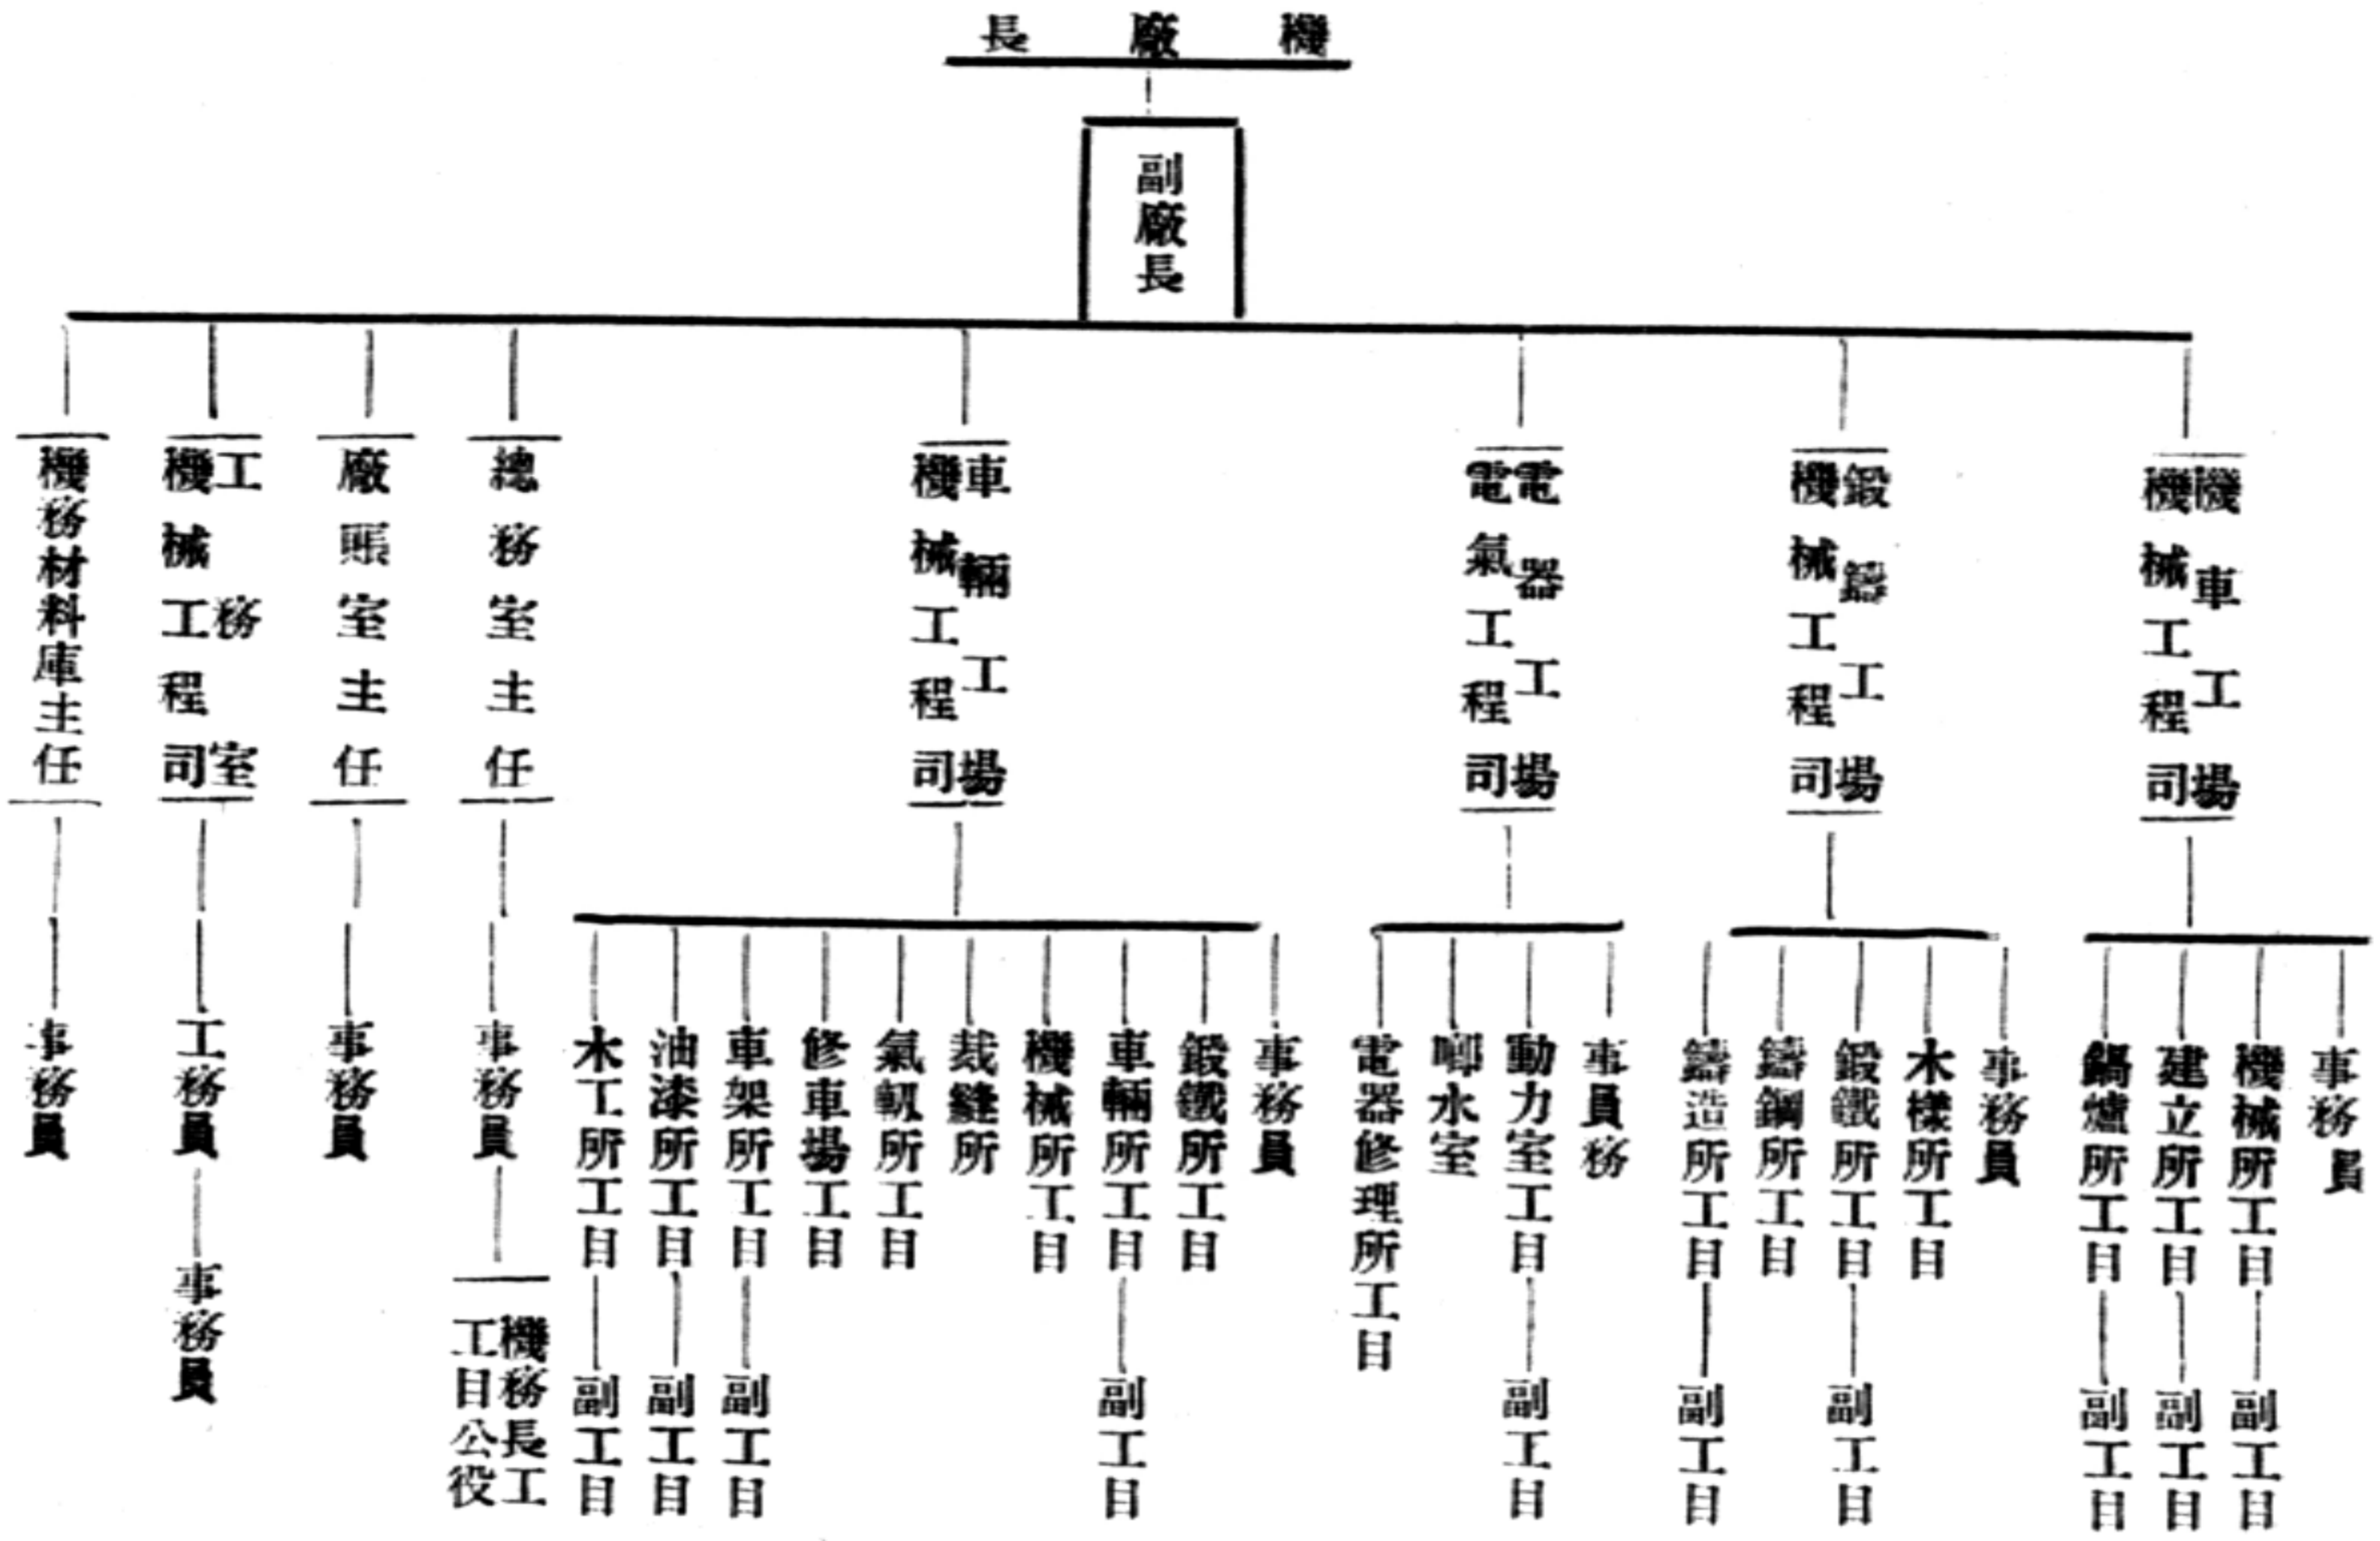 機廠長
副廠長
機車工場
機械工程司
鍛鑄工場
機械工程司
電器工場
電氣工程司
車輛工場
機械工程司
總務室主任
廠賬室主任
工務室
機械工程司
機務材料庫主任
事務員
機械所工目
副工目
建立所工目
副工目
鍋爐所工目
副工目
事務員
木樣所工目
鍛鐵所工目
副工目
鑄鋼所工目
鑄造所工目
副工目
事員務
動力室工目
副工目
啣水室
電器修理所工目
事務員
鍛鐵所工目
車輛所工目
副工目
機械所工目
裁縫所
氣軔所工目
修車場工目
車架所工目
副工目
油漆所工目
副工目
木工所工目
副工目
事務員
機務長工
工目公役
事務員
工務員
事務員
事務員